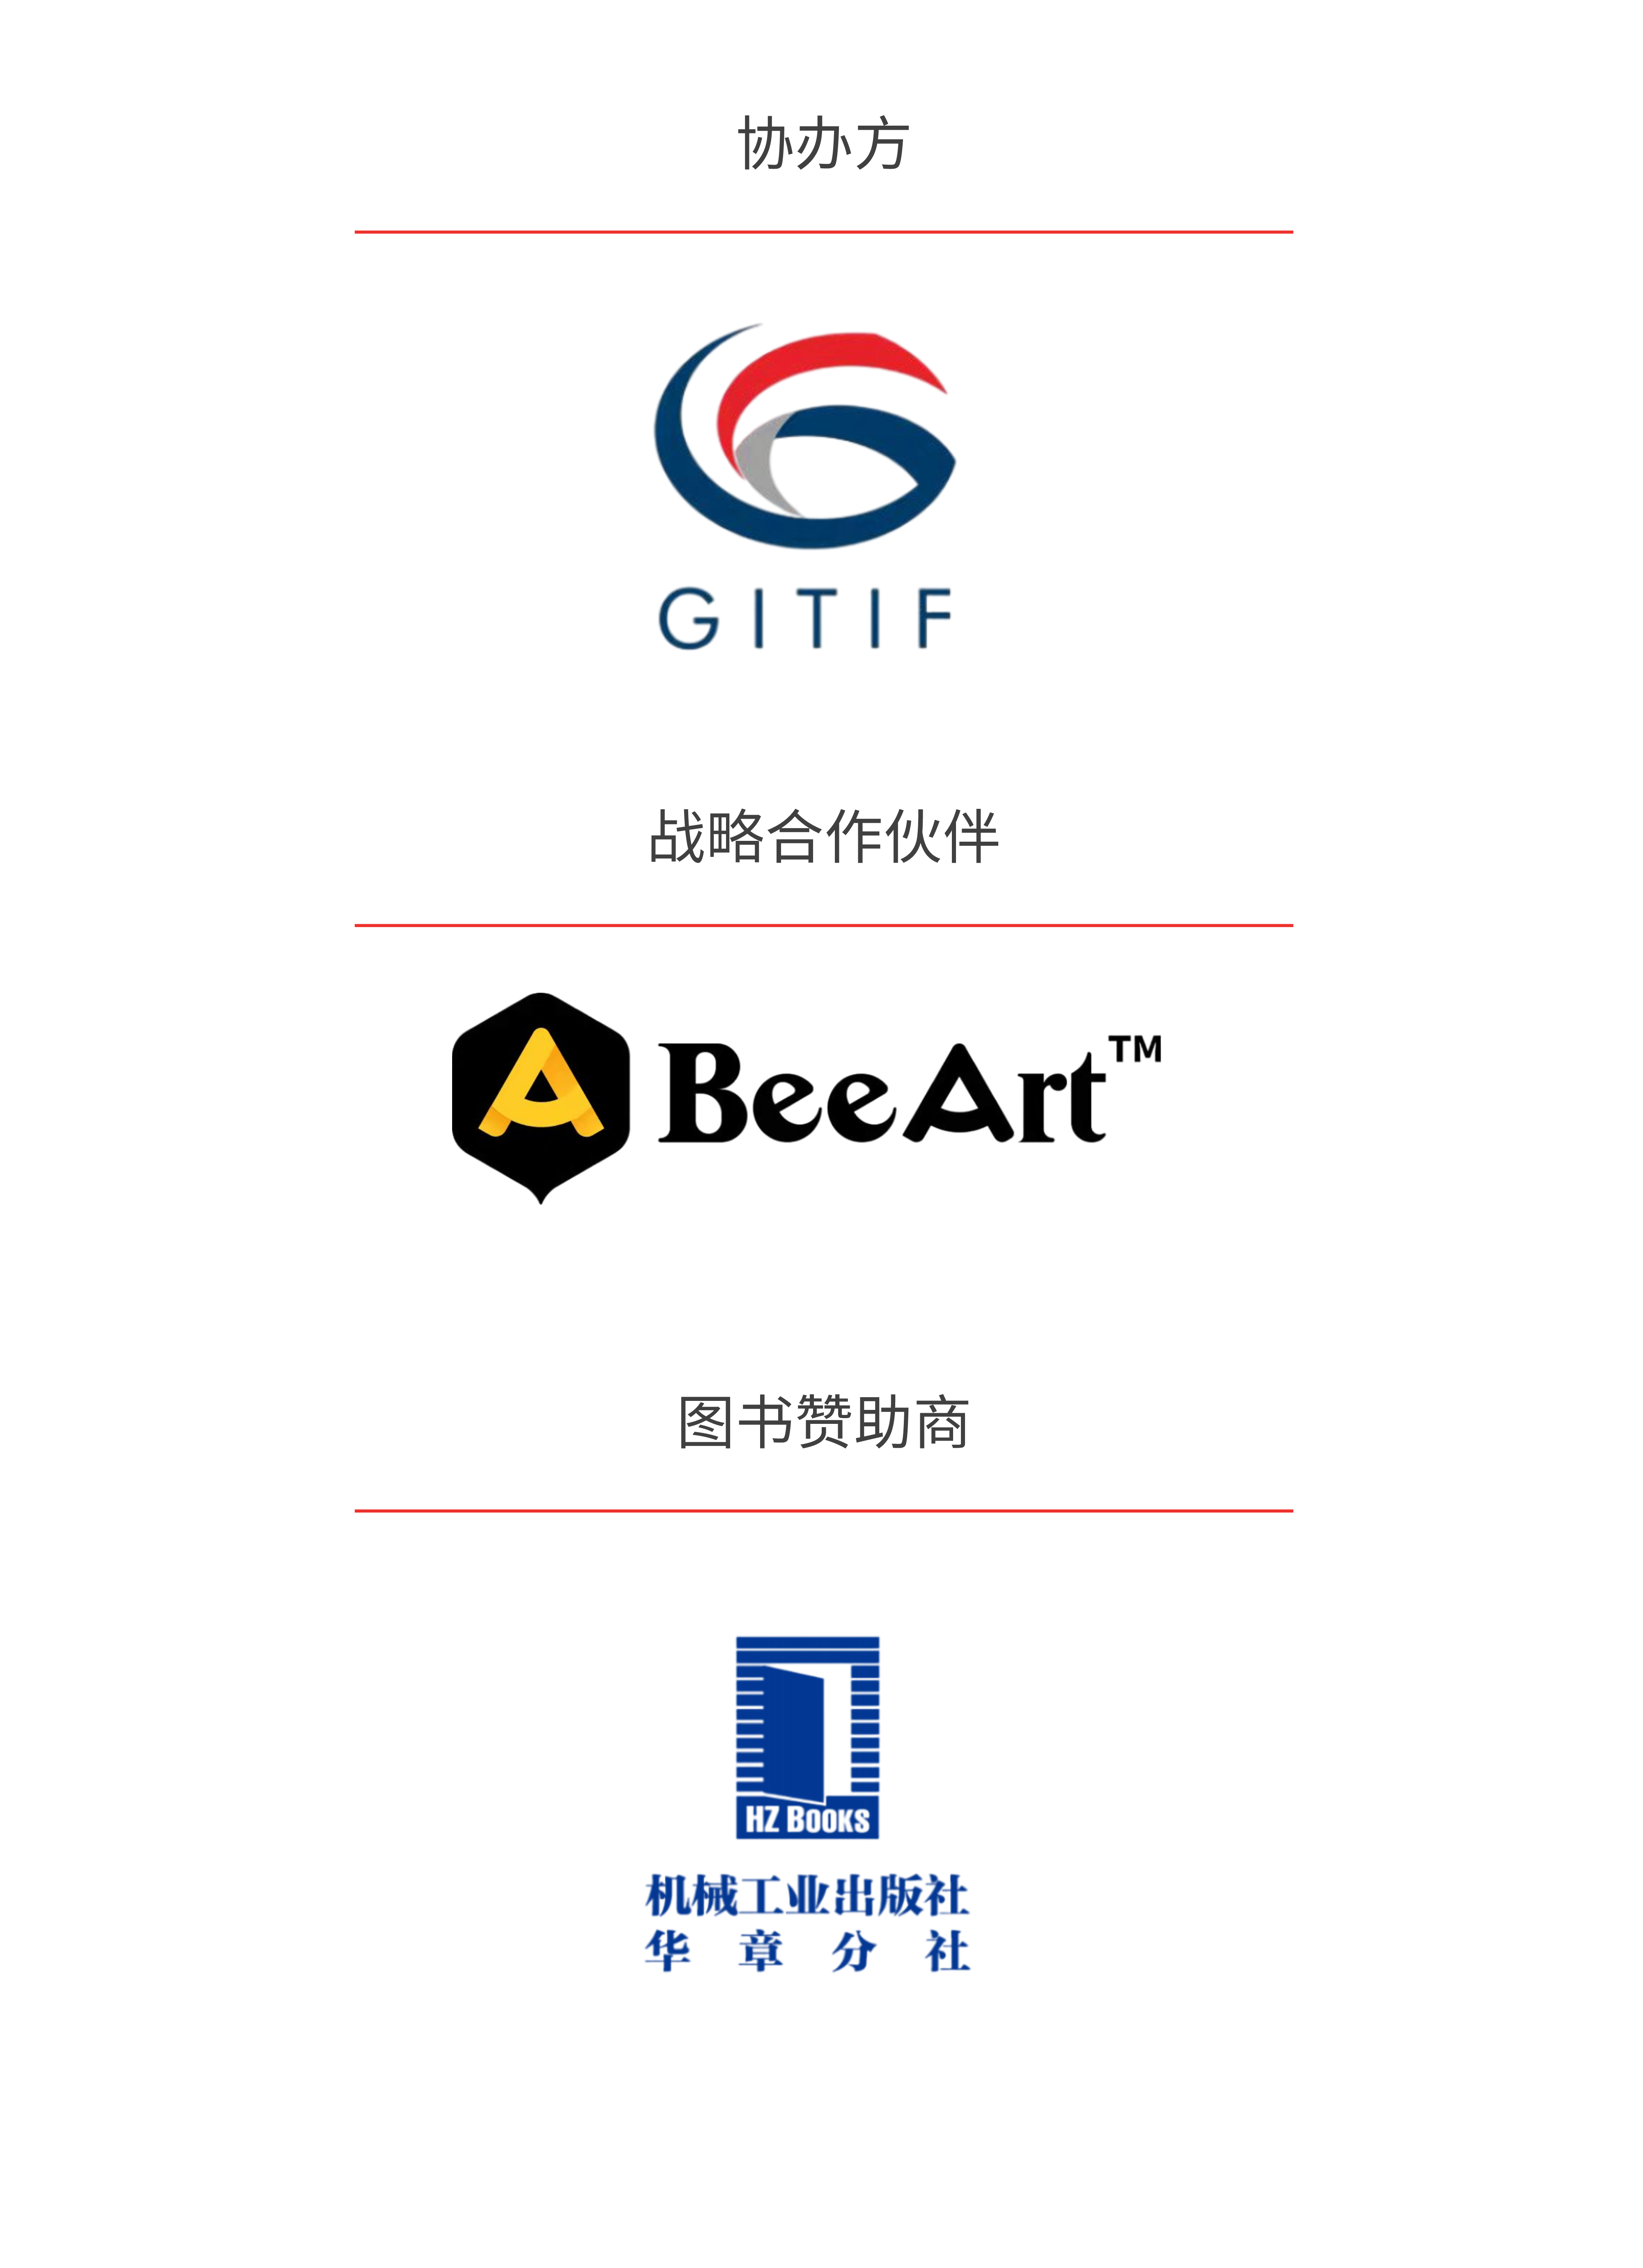 协办方
GITIF
战略合作伙伴
BeeArt™
图书赞助商
HZ BOOKS
机械工业出版社
华章分社